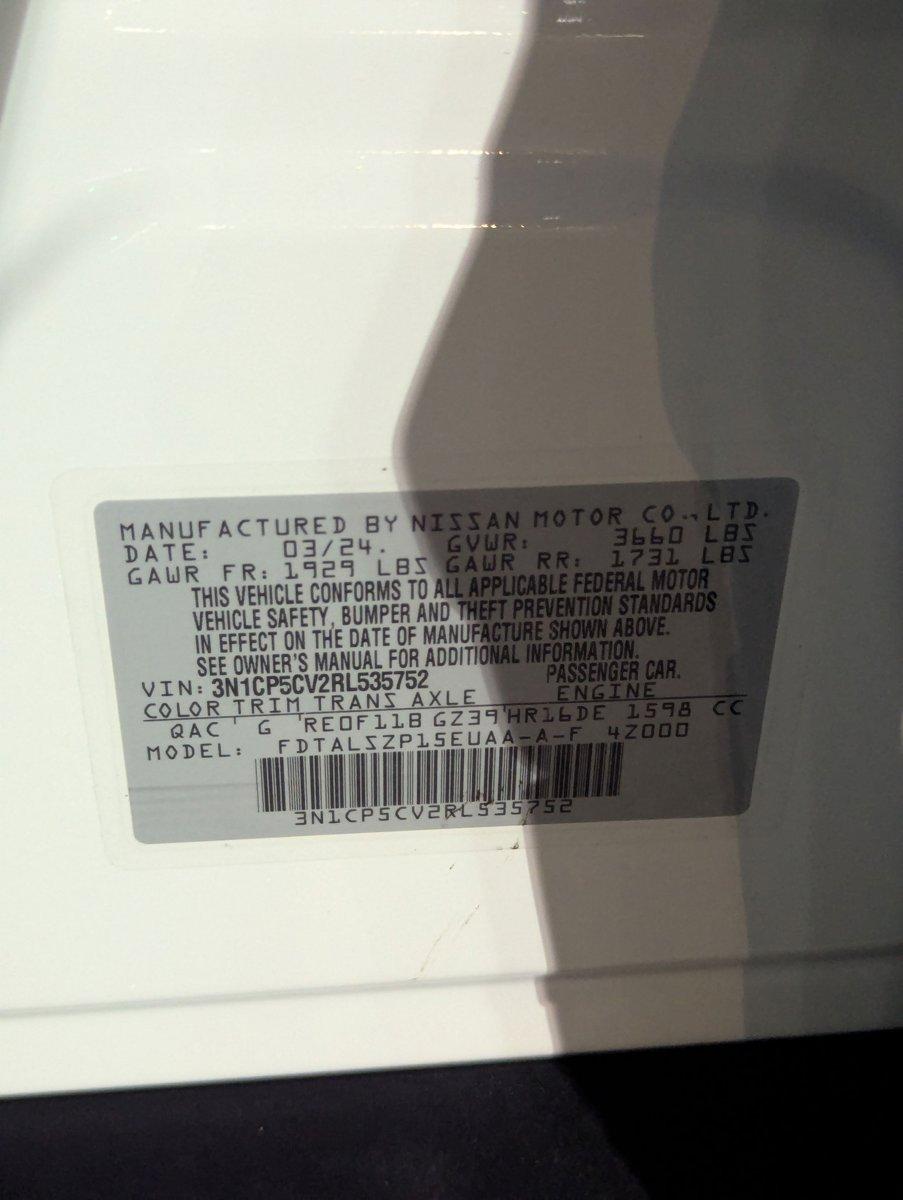 MANUFACTURED BY NISSAN MOTOR CO.,LTD.
DATE: 03/24. GVWR: 3660 LBS
GAWR FR: 1929 LBS GAWR RR: 1731 LBS
THIS VEHICLE CONFORMS TO ALL APPLICABLE FEDERAL MOTOR
VEHICLE SAFETY, BUMPER AND THEFT PREVENTION STANDARDS
IN EFFECT ON THE DATE OF MANUFACTURE SHOWN ABOVE.
SEE OWNER'S MANUAL FOR ADDITIONAL INFORMATION.
VIN: 3N1CP5CV2RL535752 PASSENGER CAR.
COLOR TRIM TRANS AXLE ENGINE
QAC G RE0F11B GZ39 HR16DE 1598 CC
MODEL: FDTALSZP15EUAA-A-F 4Z000
3N1CP5CV2RL535752